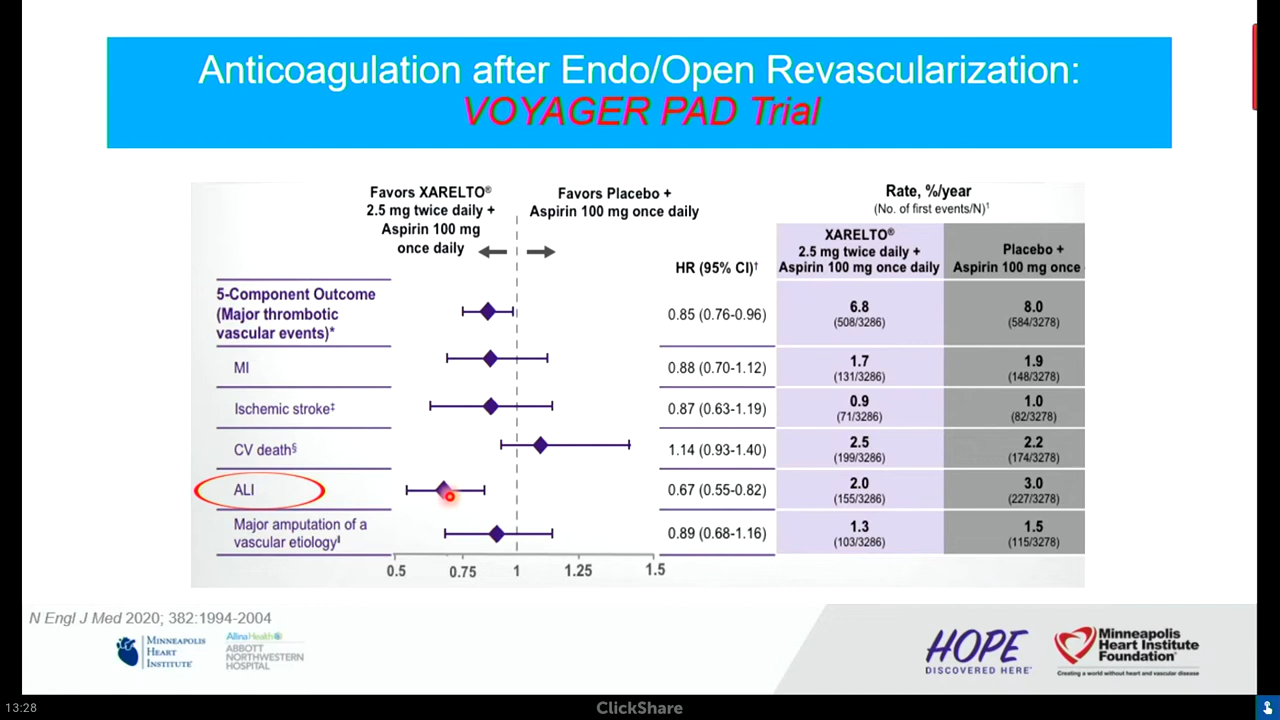 Anticoagulation after Endo/Open Revascularization:
VOYAGER PAD Trial
Favors XARELTO®
2.5 mg twice daily +
Aspirin 100 mg
once daily
Favors Placebo +
Aspirin 100 mg once daily
Rate, %/year
(No. of first events/N)¹
HR (95% CI)†
XARELTO®
2.5 mg twice daily +
Aspirin 100 mg once daily
Placebo +
Aspirin 100 mg once
5-Component Outcome
(Major thrombotic
vascular events)*
0.85 (0.76-0.96)
6.8
(508/3286)
8.0
(584/3278)
MI
0.88 (0.70-1.12)
1.7
(131/3286)
1.9
(148/3278)
Ischemic stroke‡
0.87 (0.63-1.19)
0.9
(71/3286)
1.0
(82/3278)
CV death§
1.14 (0.93-1.40)
2.5
(199/3286)
2.2
(174/3278)
ALI
0.67 (0.55-0.82)
2.0
(155/3286)
3.0
(227/3278)
Major amputation of a
vascular etiology‖
0.89 (0.68-1.16)
1.3
(103/3286)
1.5
(115/3278)
0.5 0.75 1 1.25 1.5
N Engl J Med 2020; 382:1994-2004
MINNEAPOLIS
HEART
INSTITUTE
Allina Health
ABBOTT
NORTHWESTERN
HOSPITAL
HOPE
DISCOVERED HERE
Minneapolis
Heart Institute
Foundation
Creating a world without heart and vascular disease
13:28
ClickShare